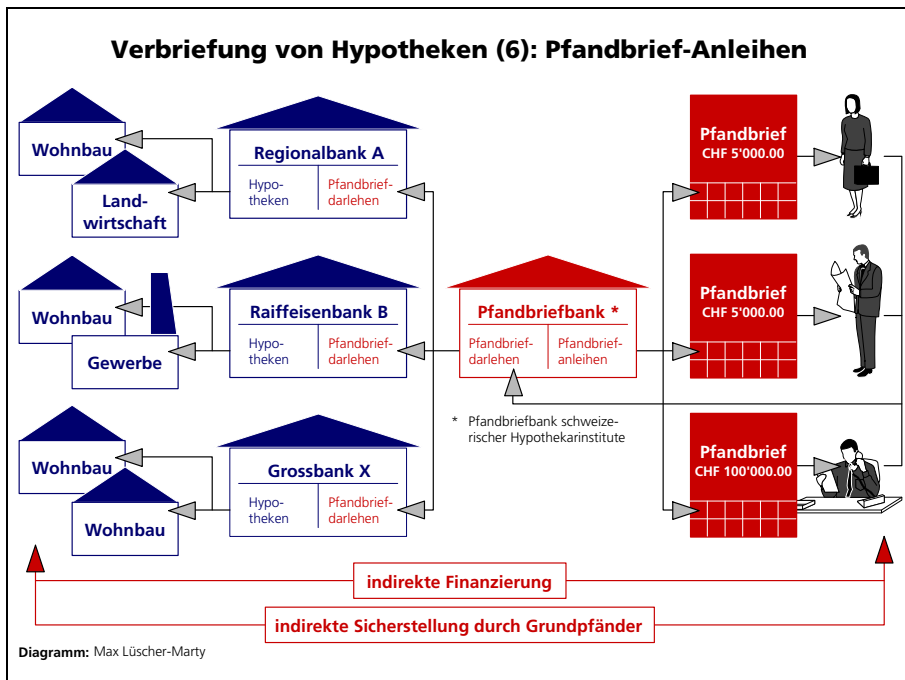 Verbriefung von Hypotheken (6): Pfandbrief-Anleihen
Wohnbau
Land-
wirtschaft
Regionalbank A
Hypo-
theken
Pfandbrief-
darlehen
Pfandbrief
CHF 5'000.00
Wohnbau
Gewerbe
Raiffeisenbank B
Hypo-
theken
Pfandbrief-
darlehen
Pfandbriefbank *
Pfandbrief-
darlehen
Pfandbrief-
anleihen
Pfandbrief
CHF 5'000.00
* Pfandbriefbank schweize-
rischer Hypothekarinstitute
Wohnbau
Wohnbau
Grossbank X
Hypo-
theken
Pfandbrief-
darlehen
Pfandbrief
CHF 100'000.00
indirekte Finanzierung
indirekte Sicherstellung durch Grundpfänder
Diagramm: Max Lüscher-Marty